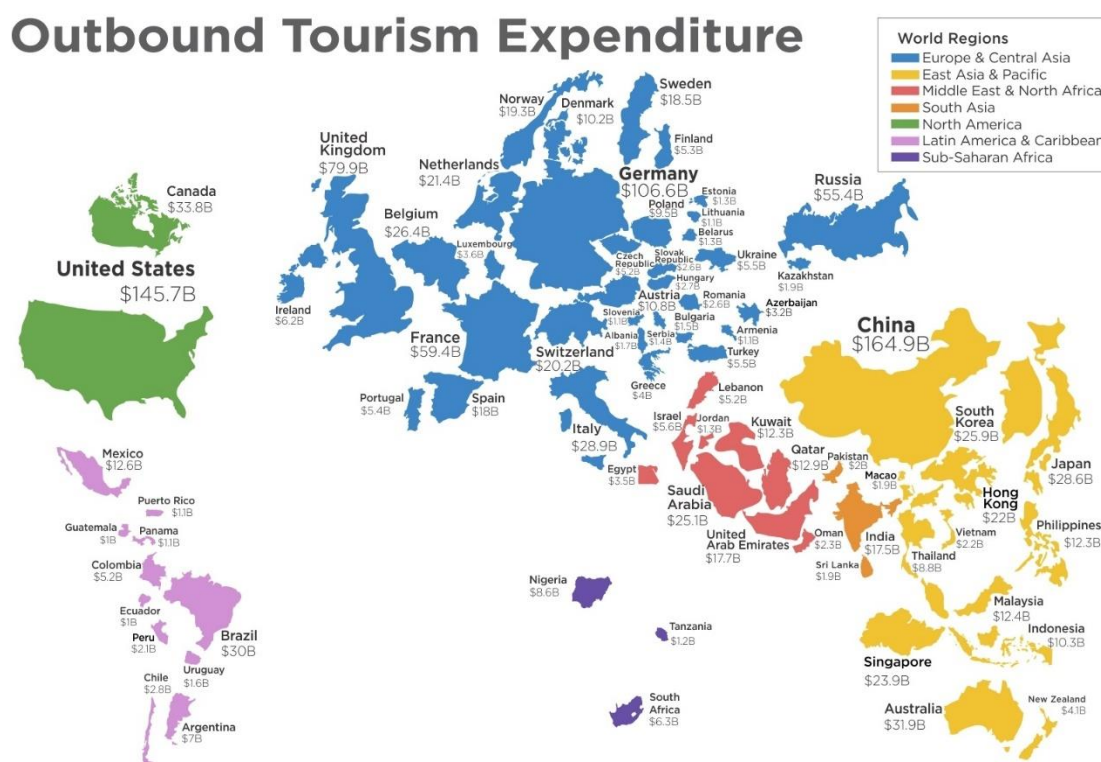 Outbound Tourism Expenditure
World Regions
Europe & Central Asia
East Asia & Pacific
Middle East & North Africa
South Asia
North America
Latin America & Caribbean
Sub-Saharan Africa
Canada
$33.8B
United States
$145.7B
Mexico
$12.6B
Puerto Rico
$1.1B
Guatemala
$1B
Panama
$1.1B
Colombia
$5.2B
Ecuador
$1B
Peru
$2.1B
Brazil
$30B
Uruguay
$1.6B
Chile
$2.8B
Argentina
$7B
Norway
$19.3B
Denmark
$10.2B
Sweden
$18.5B
Finland
$5.3B
United
Kingdom
$79.9B
Netherlands
$21.4B
Germany
$106.6B
Belgium
$26.4B
Luxembourg
$3.6B
Ireland
$6.2B
France
$59.4B
Switzerland
$20.2B
Portugal
$5.4B
Spain
$18B
Italy
$28.9B
Estonia
$1.3B
Poland
$9.5B
Lithuania
$1.1B
Belarus
$1.3B
Czech
Republic
$5.2B
Slovak
Republic
$2.6B
Ukraine
$5.5B
Hungary
$2.7B
Austria
$10.8B
Romania
$2.6B
Slovenia
$1.1B
Bulgaria
$1.5B
Albania
$1.7B
Serbia
$1.4B
Greece
$4B
Turkey
$5.5B
Armenia
$1.1B
Azerbaijan
$3.2B
Kazakhstan
$1.9B
Russia
$55.4B
Lebanon
$5.2B
Israel
$5.6B
Jordan
$1.3B
Kuwait
$12.3B
Egypt
$3.5B
Qatar
$12.9B
Saudi
Arabia
$25.1B
United
Arab Emirates
$17.7B
Oman
$2.3B
Pakistan
$2B
India
$17.5B
Sri Lanka
$1.9B
Nigeria
$8.6B
Tanzania
$1.2B
South
Africa
$6.3B
China
$164.9B
South
Korea
$25.9B
Japan
$28.6B
Macao
$1.9B
Hong
Kong
$22B
Philippines
$12.3B
Vietnam
$2.2B
Thailand
$8.8B
Malaysia
$12.4B
Indonesia
$10.3B
Singapore
$23.9B
Australia
$31.9B
New Zealand
$4.1B